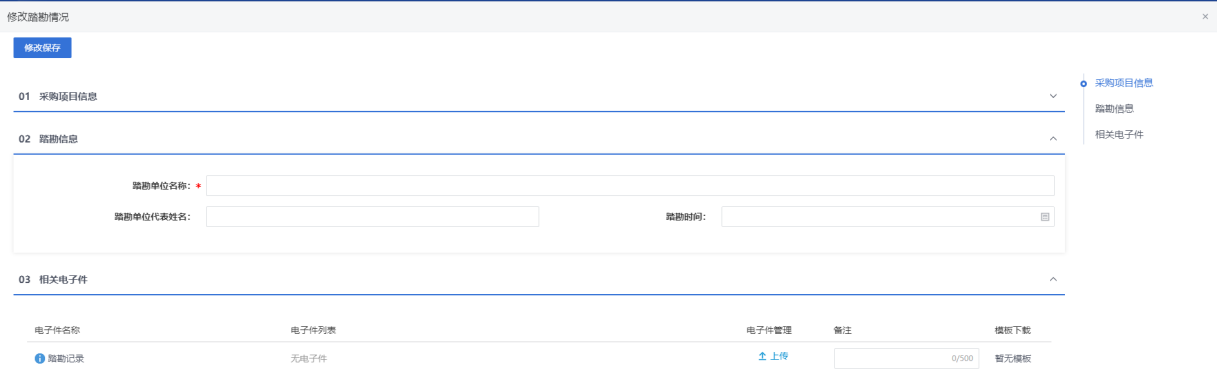 修改踏勘情况
修改保存
01 采购项目信息
02 踏勘信息
踏勘单位名称： *
踏勘单位代表姓名： 踏勘时间：
03 相关电子件
电子件名称 电子件列表 电子件管理 备注 模板下载
踏勘记录 无电子件 上传 0/500 暂无模板
采购项目信息
踏勘信息
相关电子件